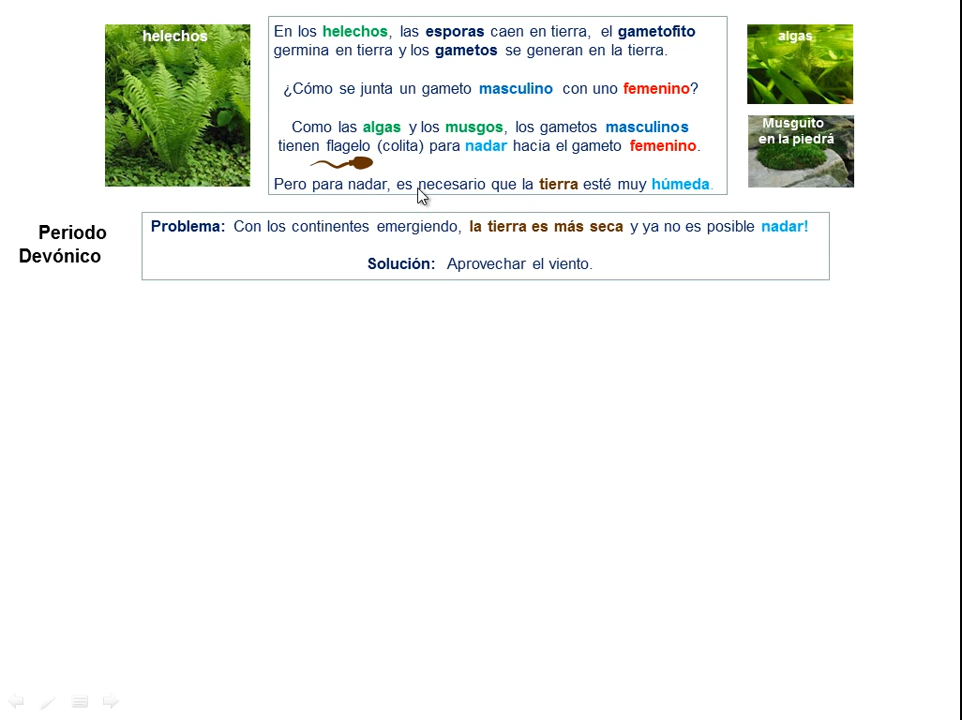 helechos
En los helechos, las esporas caen en tierra, el gametofito
germina en tierra y los gametos se generan en la tierra.
¿Cómo se junta un gameto masculino con uno femenino?
Como las algas y los musgos, los gametos masculinos
tienen flagelo (colita) para nadar hacia el gameto femenino.
Pero para nadar, es necesario que la tierra esté muy húmeda.
algas
Musguito
en la piedrá
Periodo
Devónico
Problema: Con los continentes emergiendo, la tierra es más seca y ya no es posible nadar!
Solución: Aprovechar el viento.